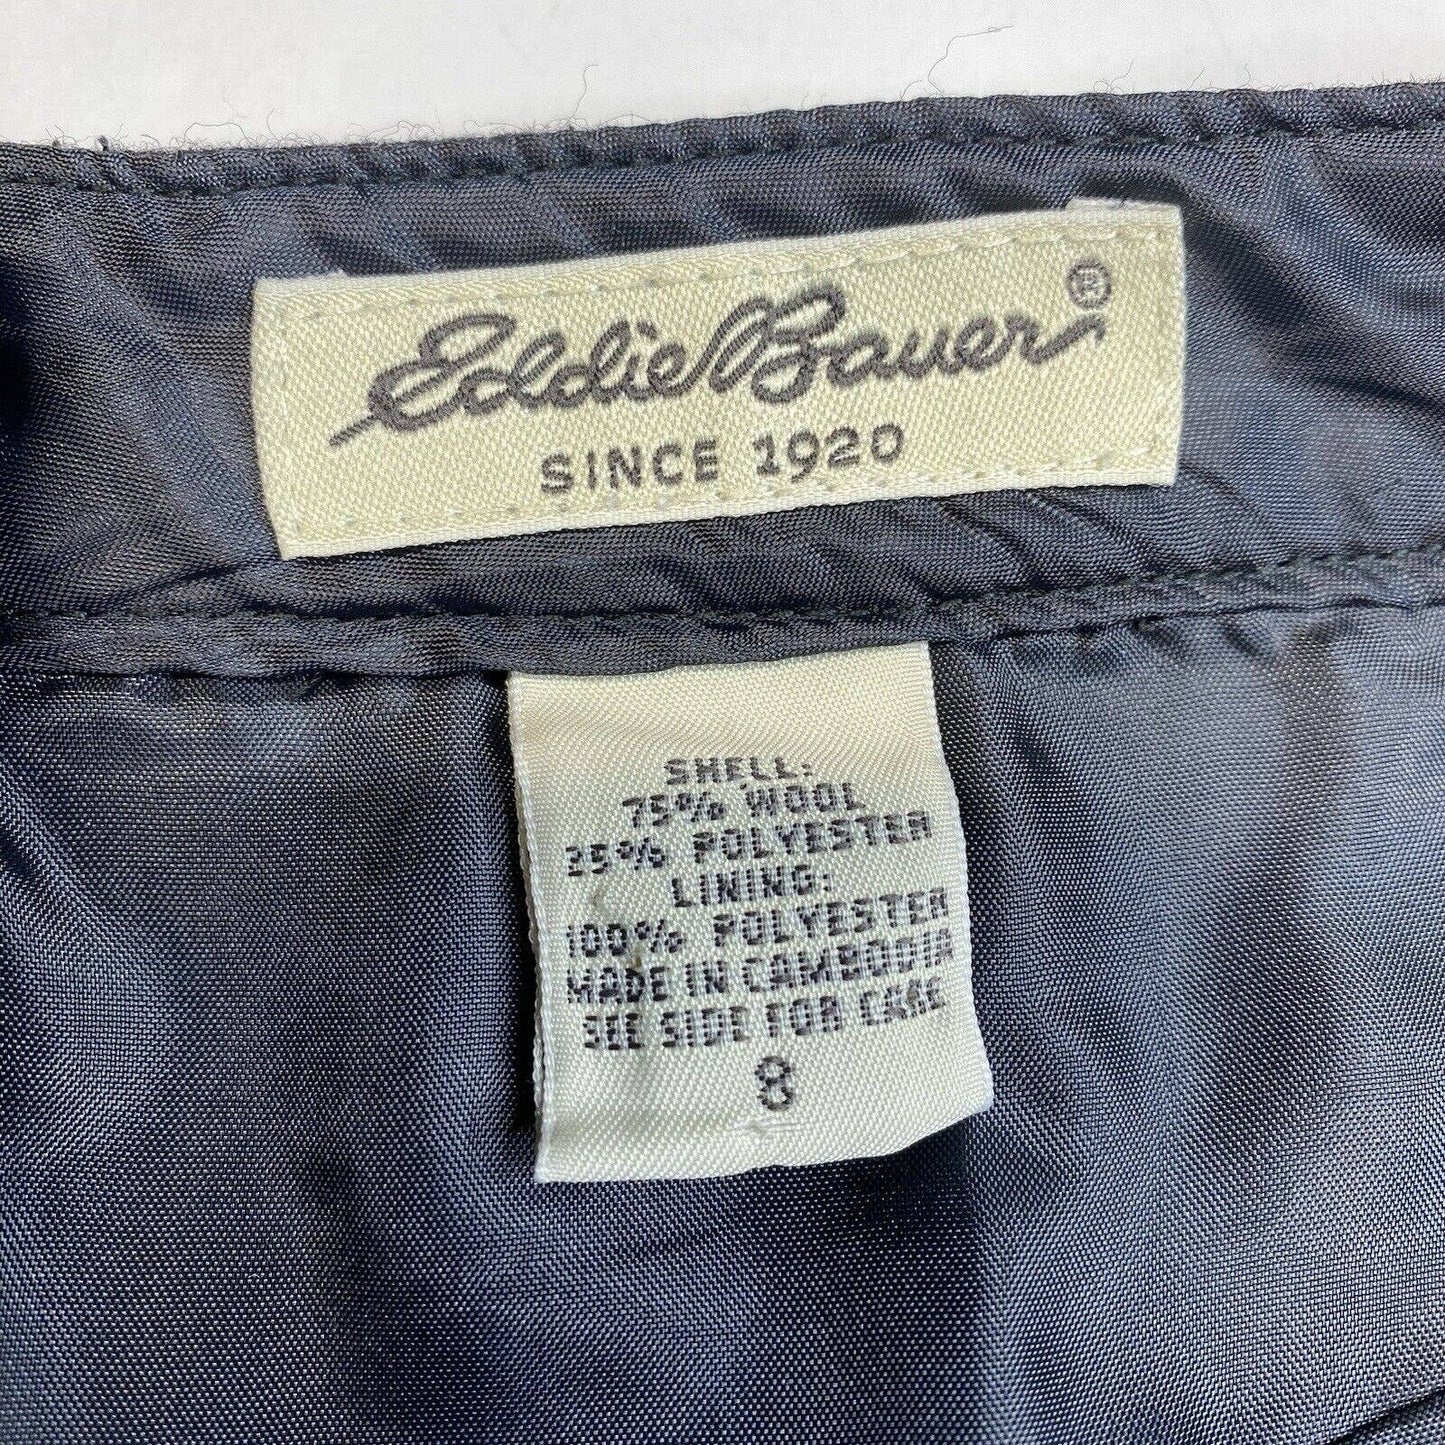 Eddie Bauer®
SINCE 1920
SHELL:
75% WOOL
25% POLYESTER
LINING:
100% POLYESTER
MADE IN CAMBODIA
SEE SIDE FOR CARE
8